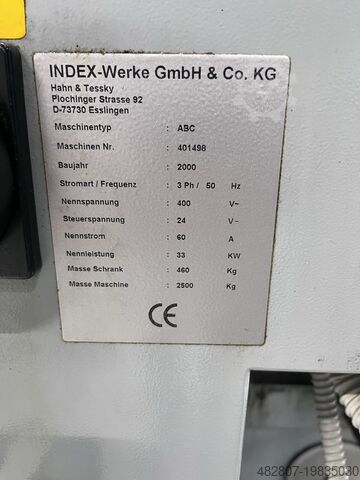 INDEX-Werke GmbH & Co. KG
Hahn & Tessky
Plochinger Strasse 92
D-73730 Esslingen
Maschinentyp : ABC
Maschinen Nr. : 401498
Baujahr : 2000
Stromart / Frequenz : 3 Ph / 50 Hz
Nennspannung : 400 V~
Steuerspannung : 24 V-
Nennstrom : 60 A
Nennleistung : 33 KW
Masse Schrank : 460 Kg
Masse Maschine : 2500 Kg
CE
482807-19835030